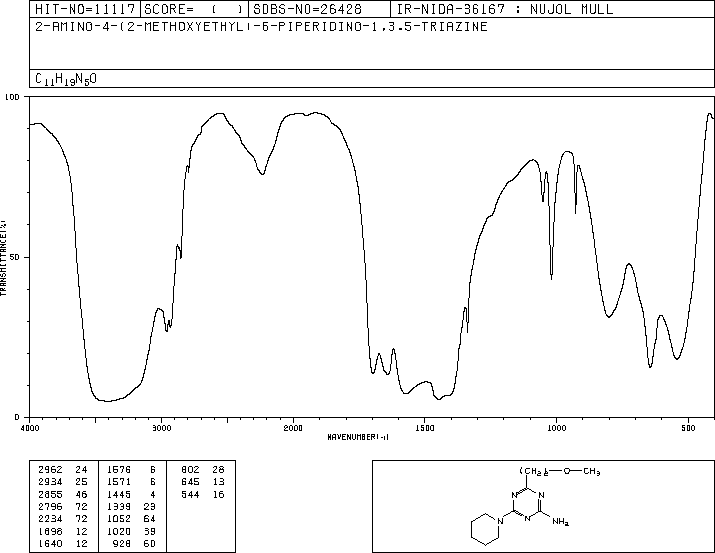 HIT-NO=11117 SCORE= ( ) SDBS-NO=26428 IR-NIDA-36167 : NUJOL MULL
2-AMINO-4-(2-METHOXYETHYL)-6-PIPERIDINO-1,3,5-TRIAZINE
C11H19N5O
100
50
0
TRANSMITTANCE(%)
4000 3000 2000 1500 1000 500
WAVENUMBER(-1)
2962 24 1576 6 802 28
2934 25 1571 6 645 13
2855 46 1445 4 544 16
2796 72 1339 29
2234 72 1052 64
1698 12 1020 39
1640 12 928 60
(CH2)2 O CH3
N N
N N NH2